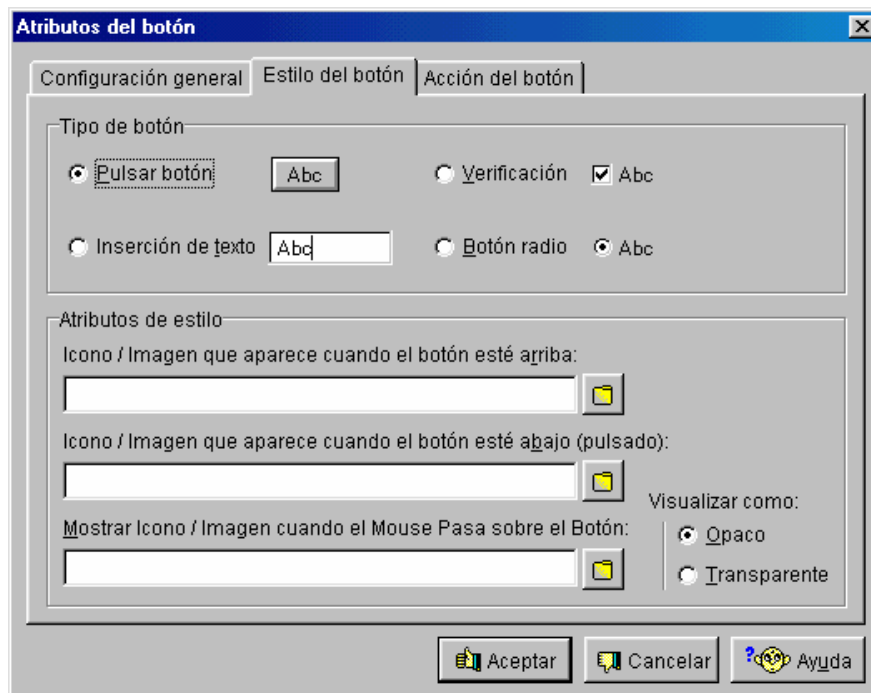 Atributos del botón
Configuración general Estilo del botón Acción del botón
Tipo de botón
Pulsar botón Abc Verificación Abc
Inserción de texto Abc Botón radio Abc
Atributos de estilo
Icono / Imagen que aparece cuando el botón esté arriba:
Icono / Imagen que aparece cuando el botón esté abajo (pulsado):
Visualizar como:
Mostrar Icono / Imagen cuando el Mouse Pasa sobre el Botón:
Opaco
Transparente
Aceptar Cancelar ? Ayuda